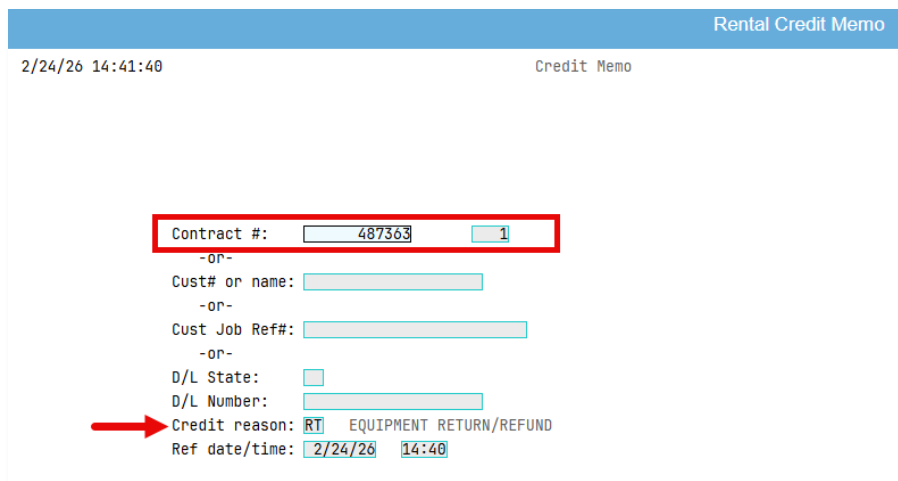 Rental Credit Memo
2/24/26 14:41:40 Credit Memo
Contract #: 487363 1
-or-
Cust# or name:
-or-
Cust Job Ref#:
-or-
D/L State:
D/L Number:
Credit reason: RT EQUIPMENT RETURN/REFUND
Ref date/time: 2/24/26 14:40